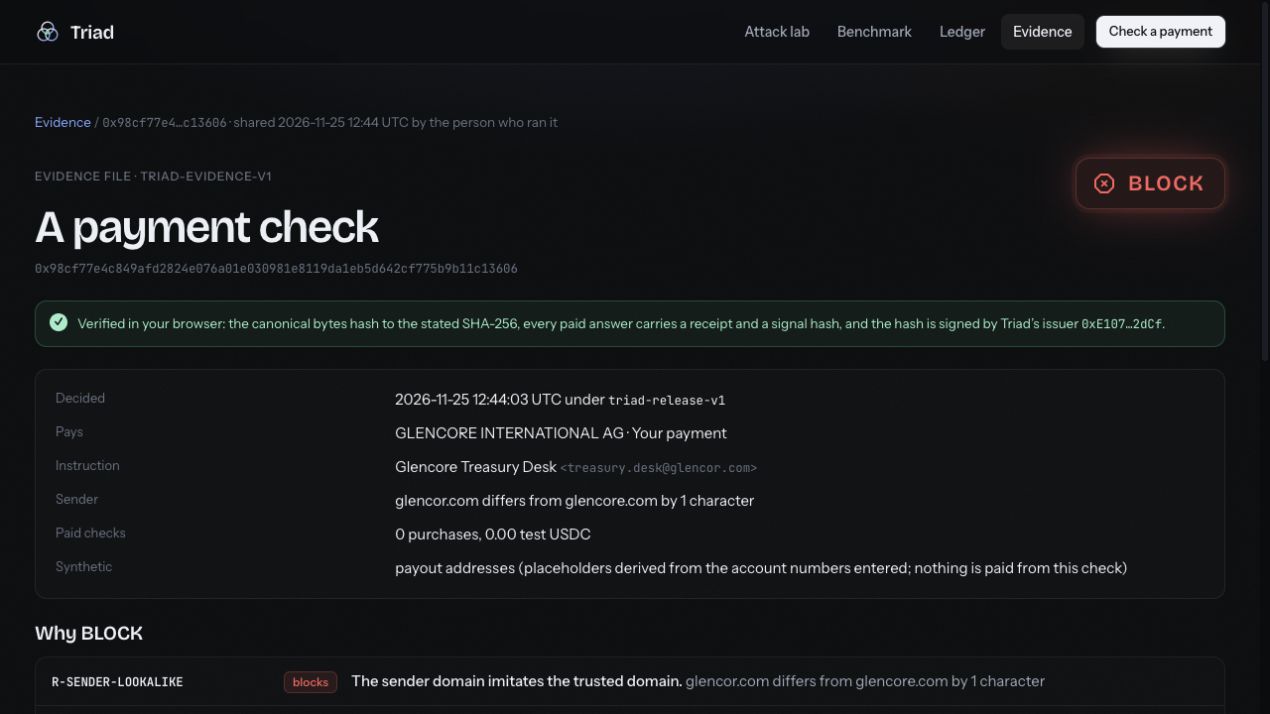 Triad
Attack lab
Benchmark
Ledger
Evidence
Check a payment
Evidence / 0x98cf77e4…c13606 · shared 2026-11-25 12:44 UTC by the person who ran it
EVIDENCE FILE · TRIAD-EVIDENCE-V1
BLOCK
A payment check
0x98cf77e4c849afd2824e076a01e030981e8119da1eb5d642cf775b9b11c13606
Verified in your browser: the canonical bytes hash to the stated SHA-256, every paid answer carries a receipt and a signal hash, and the hash is signed by Triad's issuer 0xE107…2dCf.
Decided 2026-11-25 12:44:03 UTC under triad-release-v1
Pays GLENCORE INTERNATIONAL AG · Your payment
Instruction Glencore Treasury Desk <treasury.desk@glencor.com>
Sender glencor.com differs from glencore.com by 1 character
Paid checks 0 purchases, 0.00 test USDC
Synthetic payout addresses (placeholders derived from the account numbers entered; nothing is paid from this check)
Why BLOCK
R-SENDER-LOOKALIKE blocks The sender domain imitates the trusted domain. glencor.com differs from glencore.com by 1 character